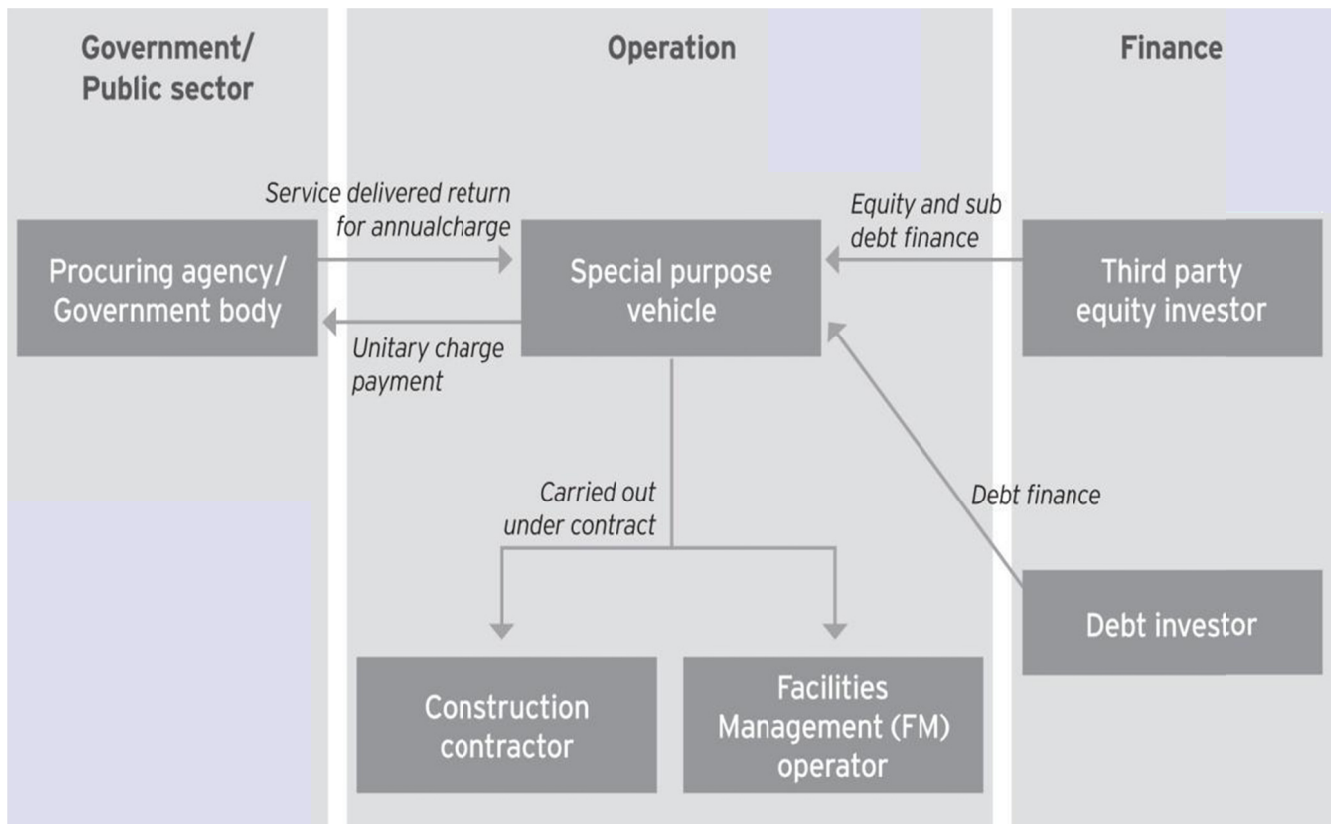 Government/
Public sector
Operation
Finance
Service delivered return
for annualcharge
Equity and sub
debt finance
Procuring agency/
Government body
Special purpose
vehicle
Third party
equity investor
Unitary charge
payment
Carried out
under contract
Debt finance
Debt investor
Construction
contractor
Facilities
Management (FM)
operator